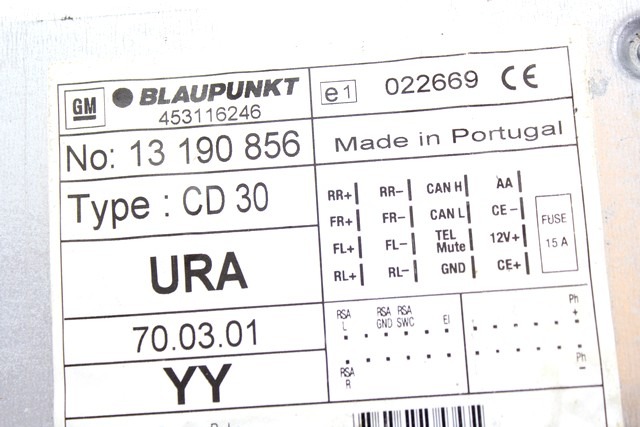 GM BLAUPUNKT
453116246
e1 022669 CE
No: 13 190 856
Made in Portugal
Type : CD 30
RR+ RR- CAN H AA
FR+ FR- CAN L CE-
FL+ FL- TEL Mute 12V+
RL+ RL- GND CE+
FUSE
15 A
URA
70.03.01
YY
RSA L
RSA GND
RSA SWC
EI
Ph +
RSA R
Ph -